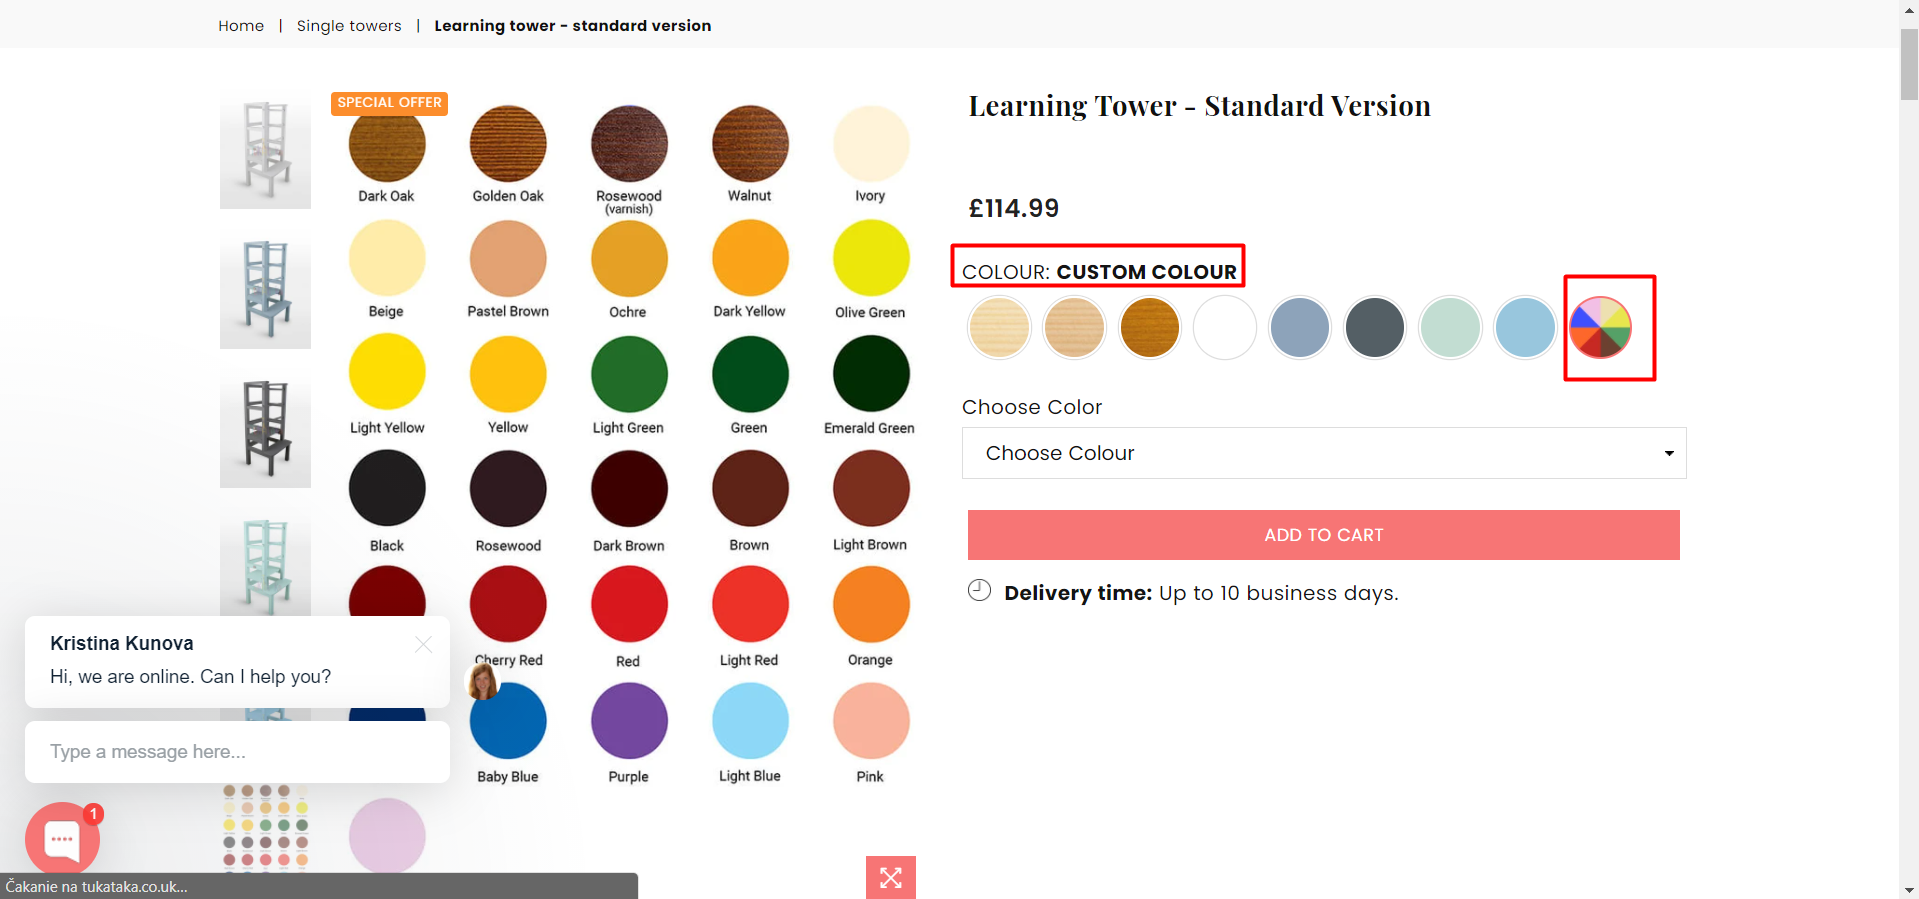 Home | Single towers | Learning tower - standard version
SPECIAL OFFER
Dark Oak
Golden Oak
Rosewood
(varnish)
Walnut
Ivory
Beige
Pastel Brown
Ochre
Dark Yellow
Olive Green
Light Yellow
Yellow
Light Green
Green
Emerald Green
Black
Rosewood
Dark Brown
Brown
Light Brown
Cherry Red
Red
Light Red
Orange
Baby Blue
Purple
Light Blue
Pink
Learning Tower - Standard Version
£114.99
COLOUR: CUSTOM COLOUR
Choose Color
Choose Colour
ADD TO CART
Delivery time: Up to 10 business days.
Kristina Kunova
Hi, we are online. Can I help you?
Type a message here...
1
Čakanie na tukataka.co.uk...